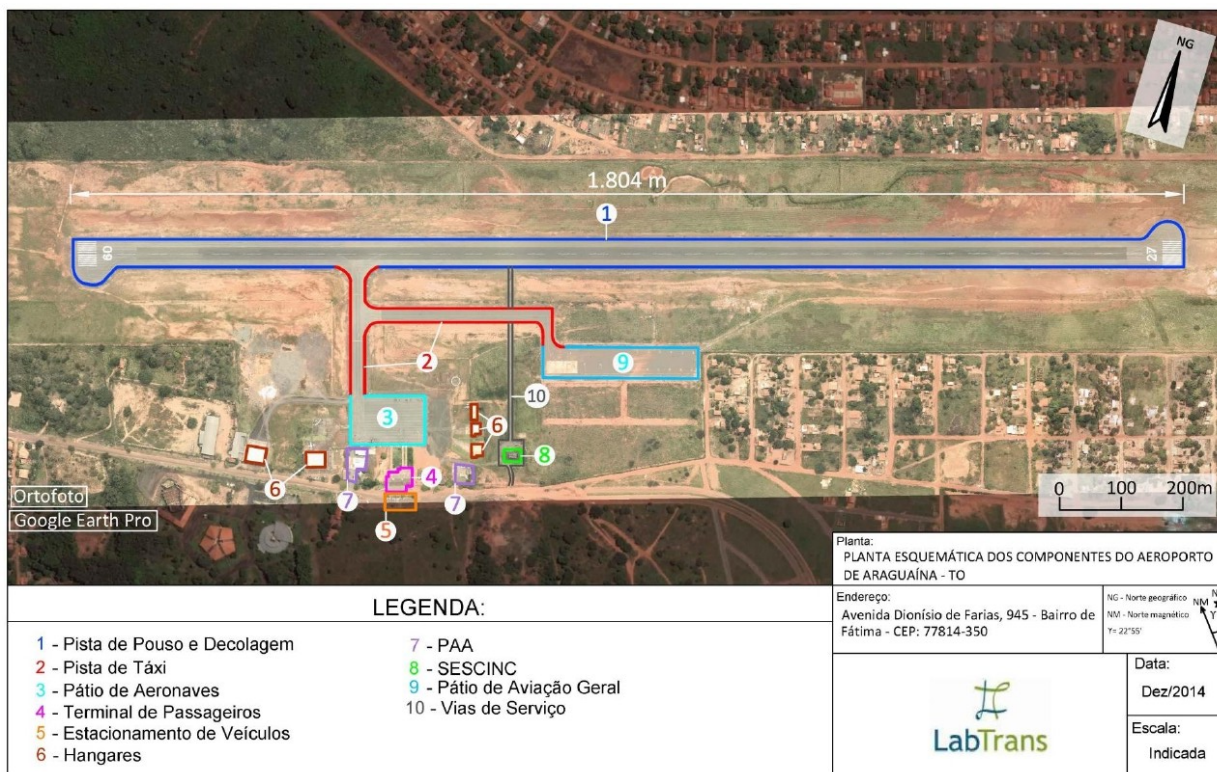 NG
1.804 m
1
09
27
2
9
10
3
6
8
4
6
7
7
5
0 100 200m
Ortofoto
Google Earth Pro
Planta:
PLANTA ESQUEMÁTICA DOS COMPONENTES DO AEROPORTO
DE ARAGUAÍNA - TO
Endereço:
Avenida Dionísio de Farias, 945 - Bairro de
Fátima - CEP: 77814-350
NG - Norte geográfico
NM - Norte magnético
Y= 22°55'
NM
Y
LEGENDA:
1 - Pista de Pouso e Decolagem
2 - Pista de Táxi
3 - Pátio de Aeronaves
4 - Terminal de Passageiros
5 - Estacionamento de Veículos
6 - Hangares
7 - PAA
8 - SESCINC
9 - Pátio de Aviação Geral
10 - Vias de Serviço
LabTrans
Data:
Dez/2014
Escala:
Indicada